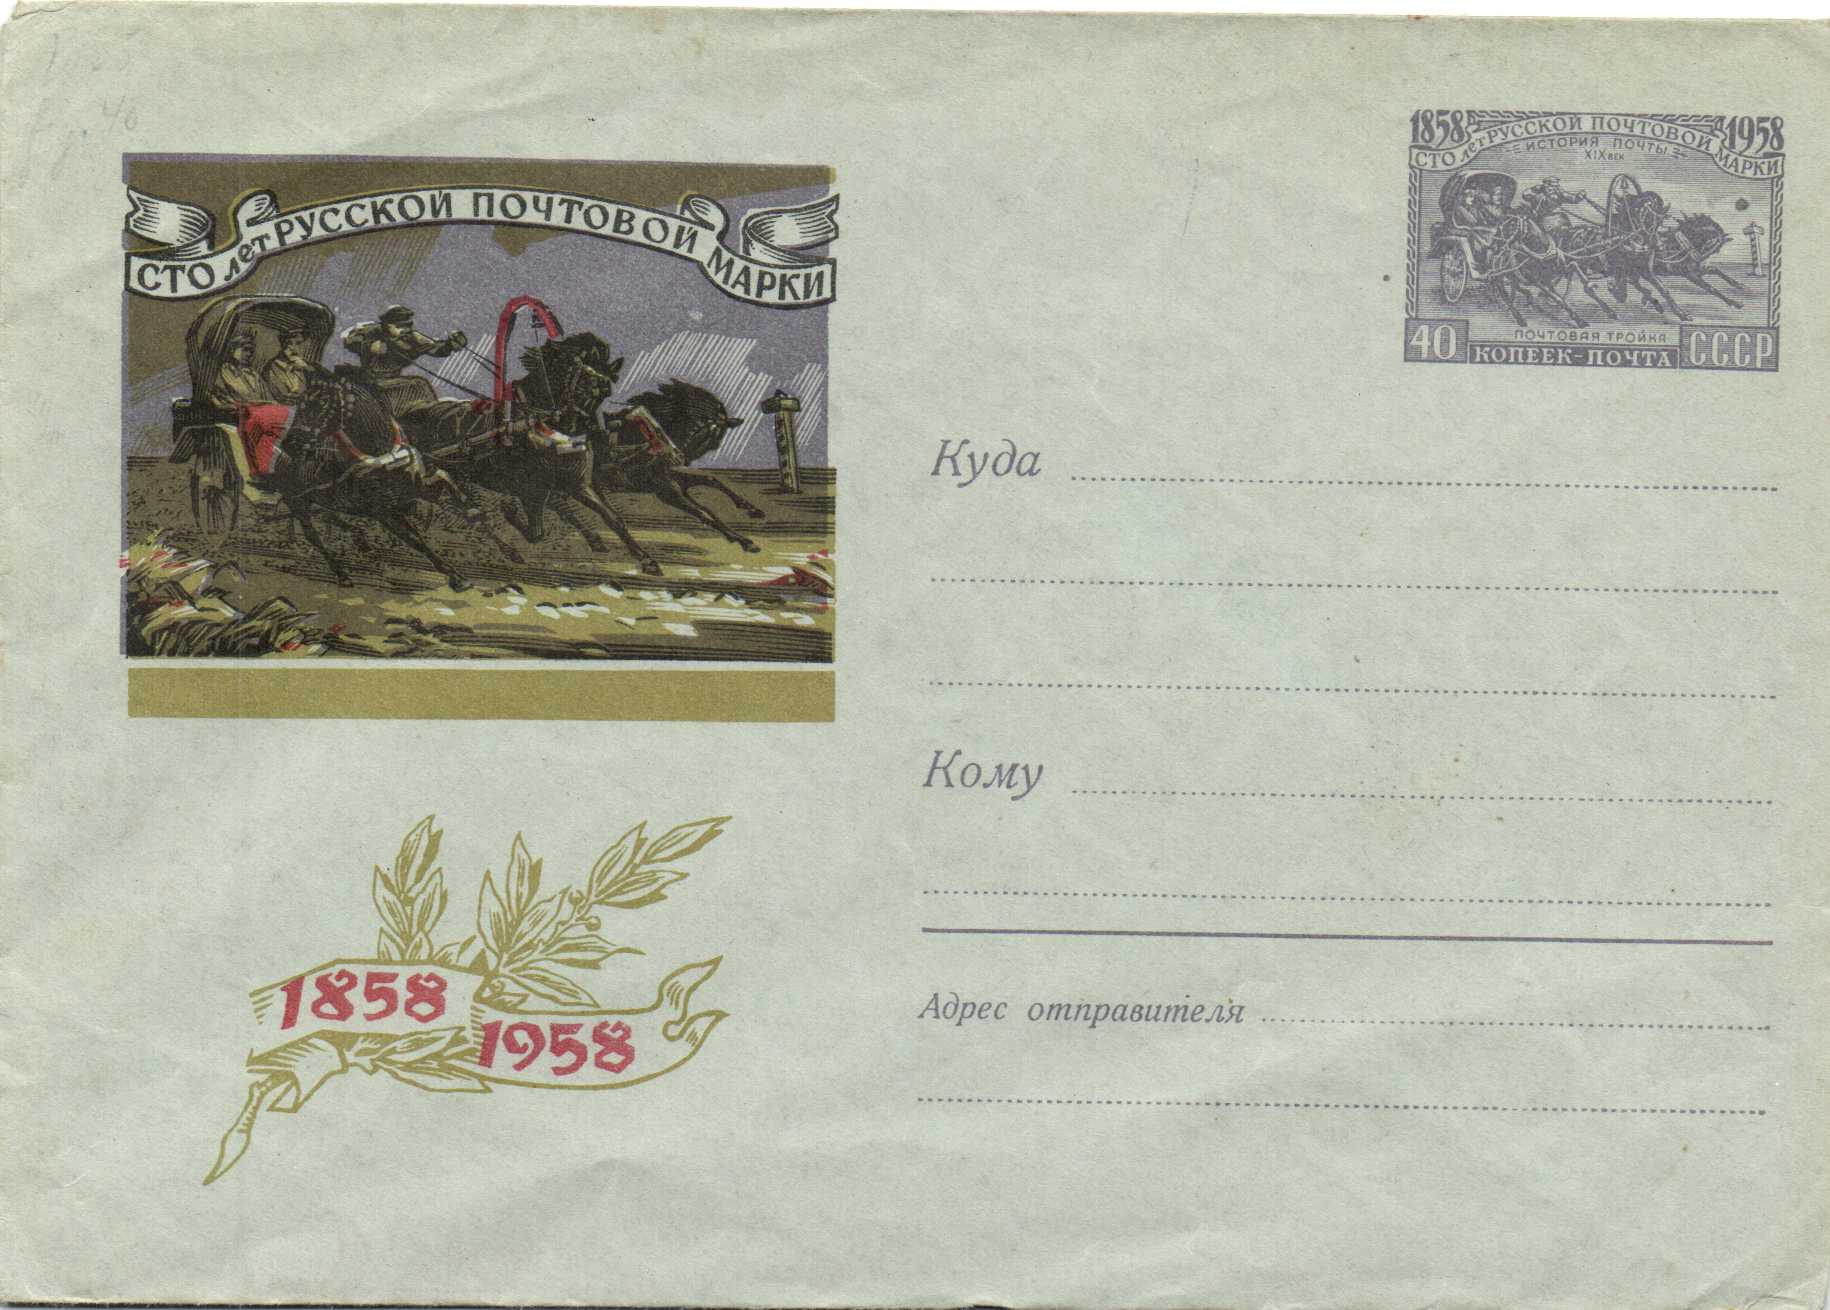 1858 1958
СТО лет РУССКОЙ ПОЧТОВОЙ МАРКИ
ИСТОРИЯ ПОЧТЫ
XIX ВЕК
ПОЧТОВАЯ ТРОЙКА
40 КОПЕЕК-ПОЧТА СССР
СТО лет РУССКОЙ ПОЧТОВОЙ МАРКИ
Куда
Кому
1858
1958
Адрес отправителя